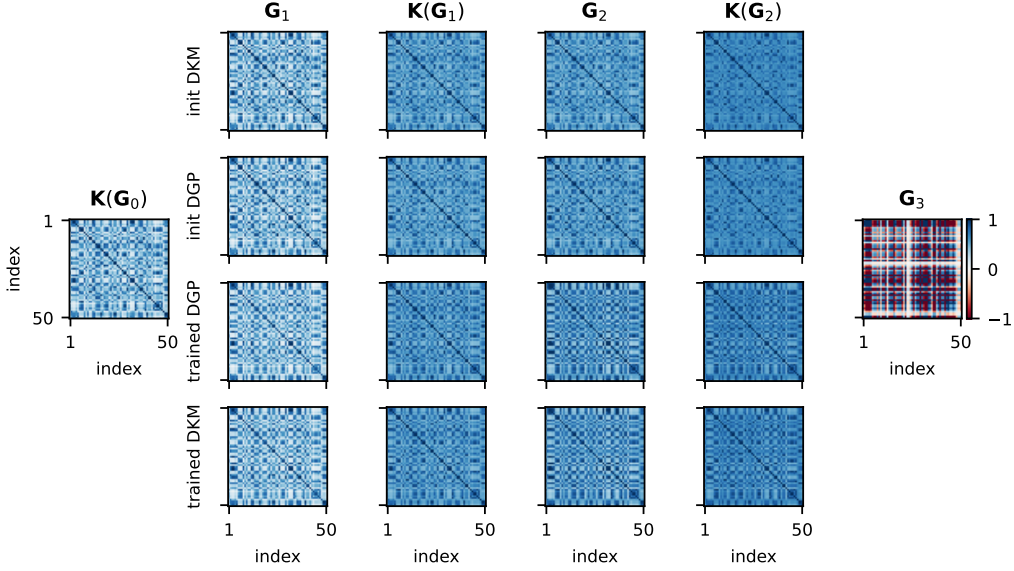 G1 K(G1) G2 K(G2)
init DKM
init DGP
K(G0)
1
index
50
1 50
index
G3
1
0
−1
1 50
index
trained DGP
trained DKM
1 50 1 50 1 50 1 50
index index index index